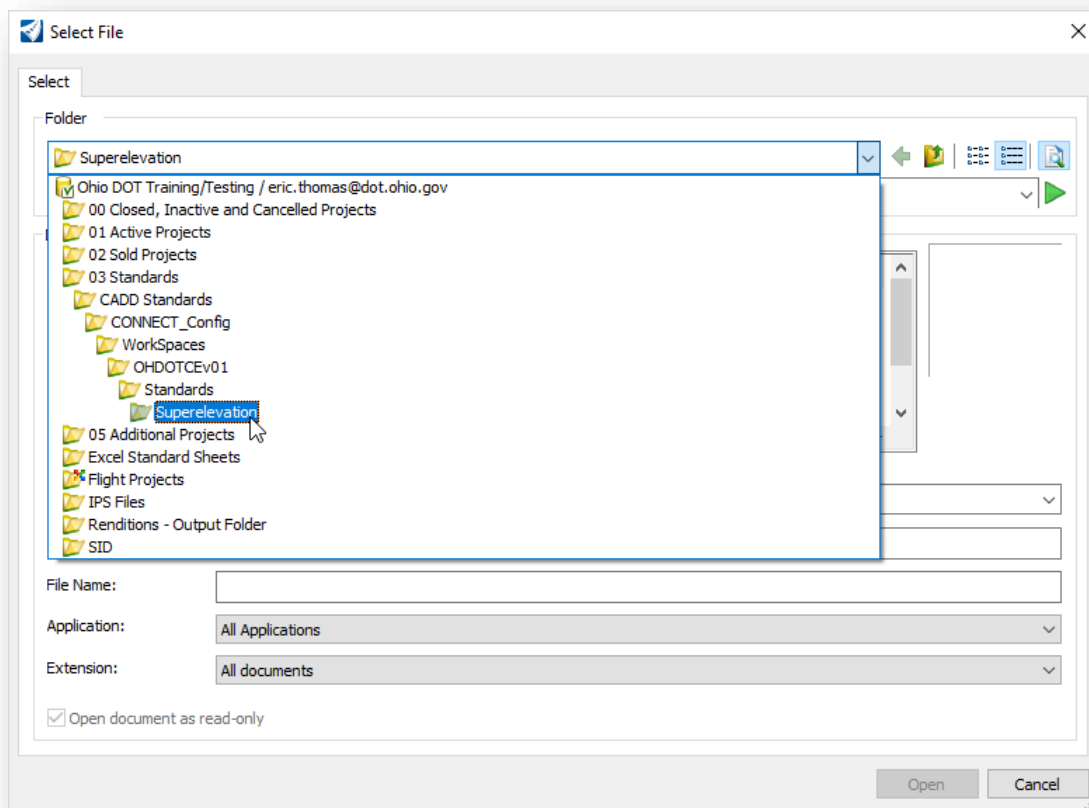 Select File
Select
Folder
Superelevation
Ohio DOT Training/Testing / eric.thomas@dot.ohio.gov
00 Closed, Inactive and Cancelled Projects
01 Active Projects
02 Sold Projects
03 Standards
CADD Standards
CONNECT_Config
WorkSpaces
OHDOTCEv01
Standards
Superelevation
05 Additional Projects
Excel Standard Sheets
Flight Projects
IPS Files
Renditions - Output Folder
SID
File Name:
Application: All Applications
Extension: All documents
Open document as read-only
Open Cancel